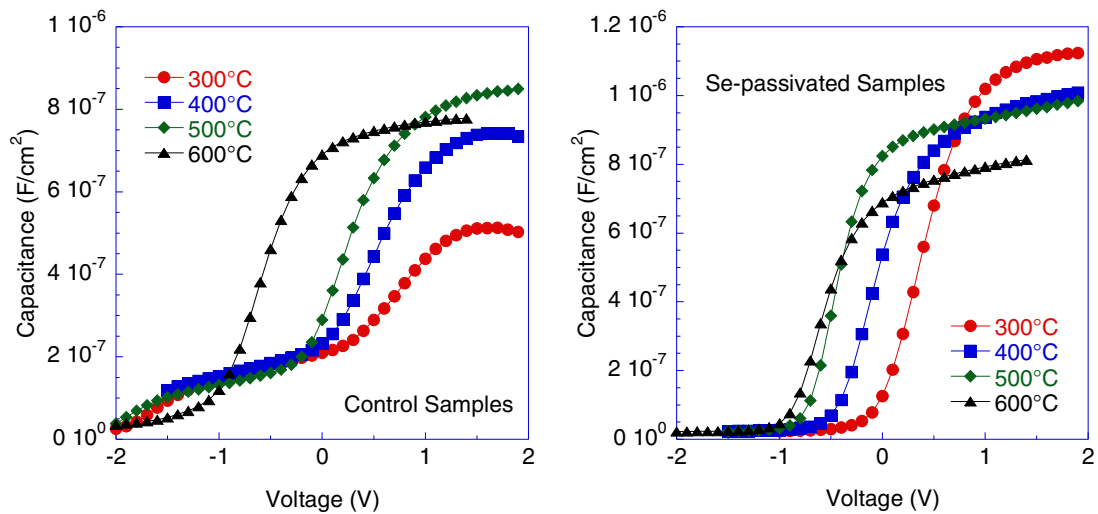 1 10⁻⁶
8 10⁻⁷
6 10⁻⁷
4 10⁻⁷
2 10⁻⁷
0 10⁰
Capacitance (F/cm²)
300°C
400°C
500°C
600°C
Control Samples
-2 -1 0 1 2
Voltage (V)
1.2 10⁻⁶
1 10⁻⁶
8 10⁻⁷
6 10⁻⁷
4 10⁻⁷
2 10⁻⁷
0 10⁰
Capacitance (F/cm²)
Se-passivated Samples
300°C
400°C
500°C
600°C
-2 -1 0 1 2
Voltage (V)